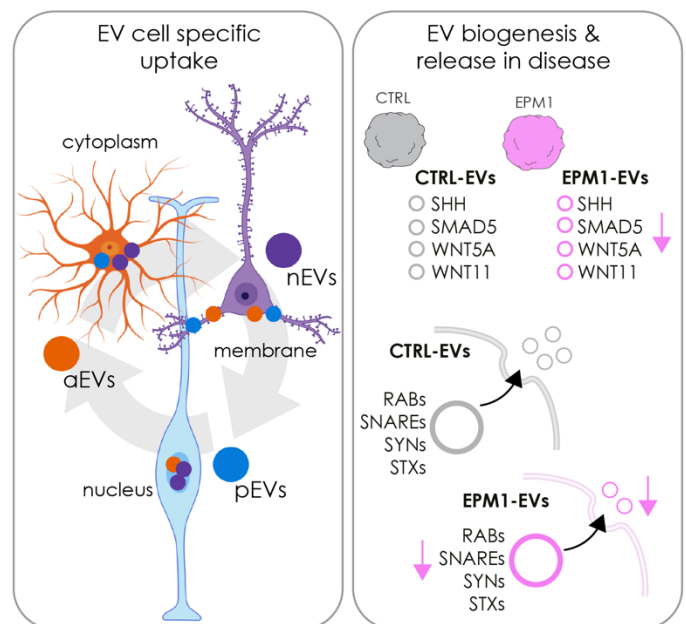 EV cell specific
uptake
cytoplasm
nEVs
membrane
aEVs
nucleus
pEVs
EV biogenesis &
release in disease
CTRL
EPM1
CTRL-EVs
SHH
SMAD5
WNT5A
WNT11
EPM1-EVs
SHH
SMAD5
WNT5A
WNT11
CTRL-EVs
RABs
SNAREs
SYNs
STXs
EPM1-EVs
RABs
SNAREs
SYNs
STXs